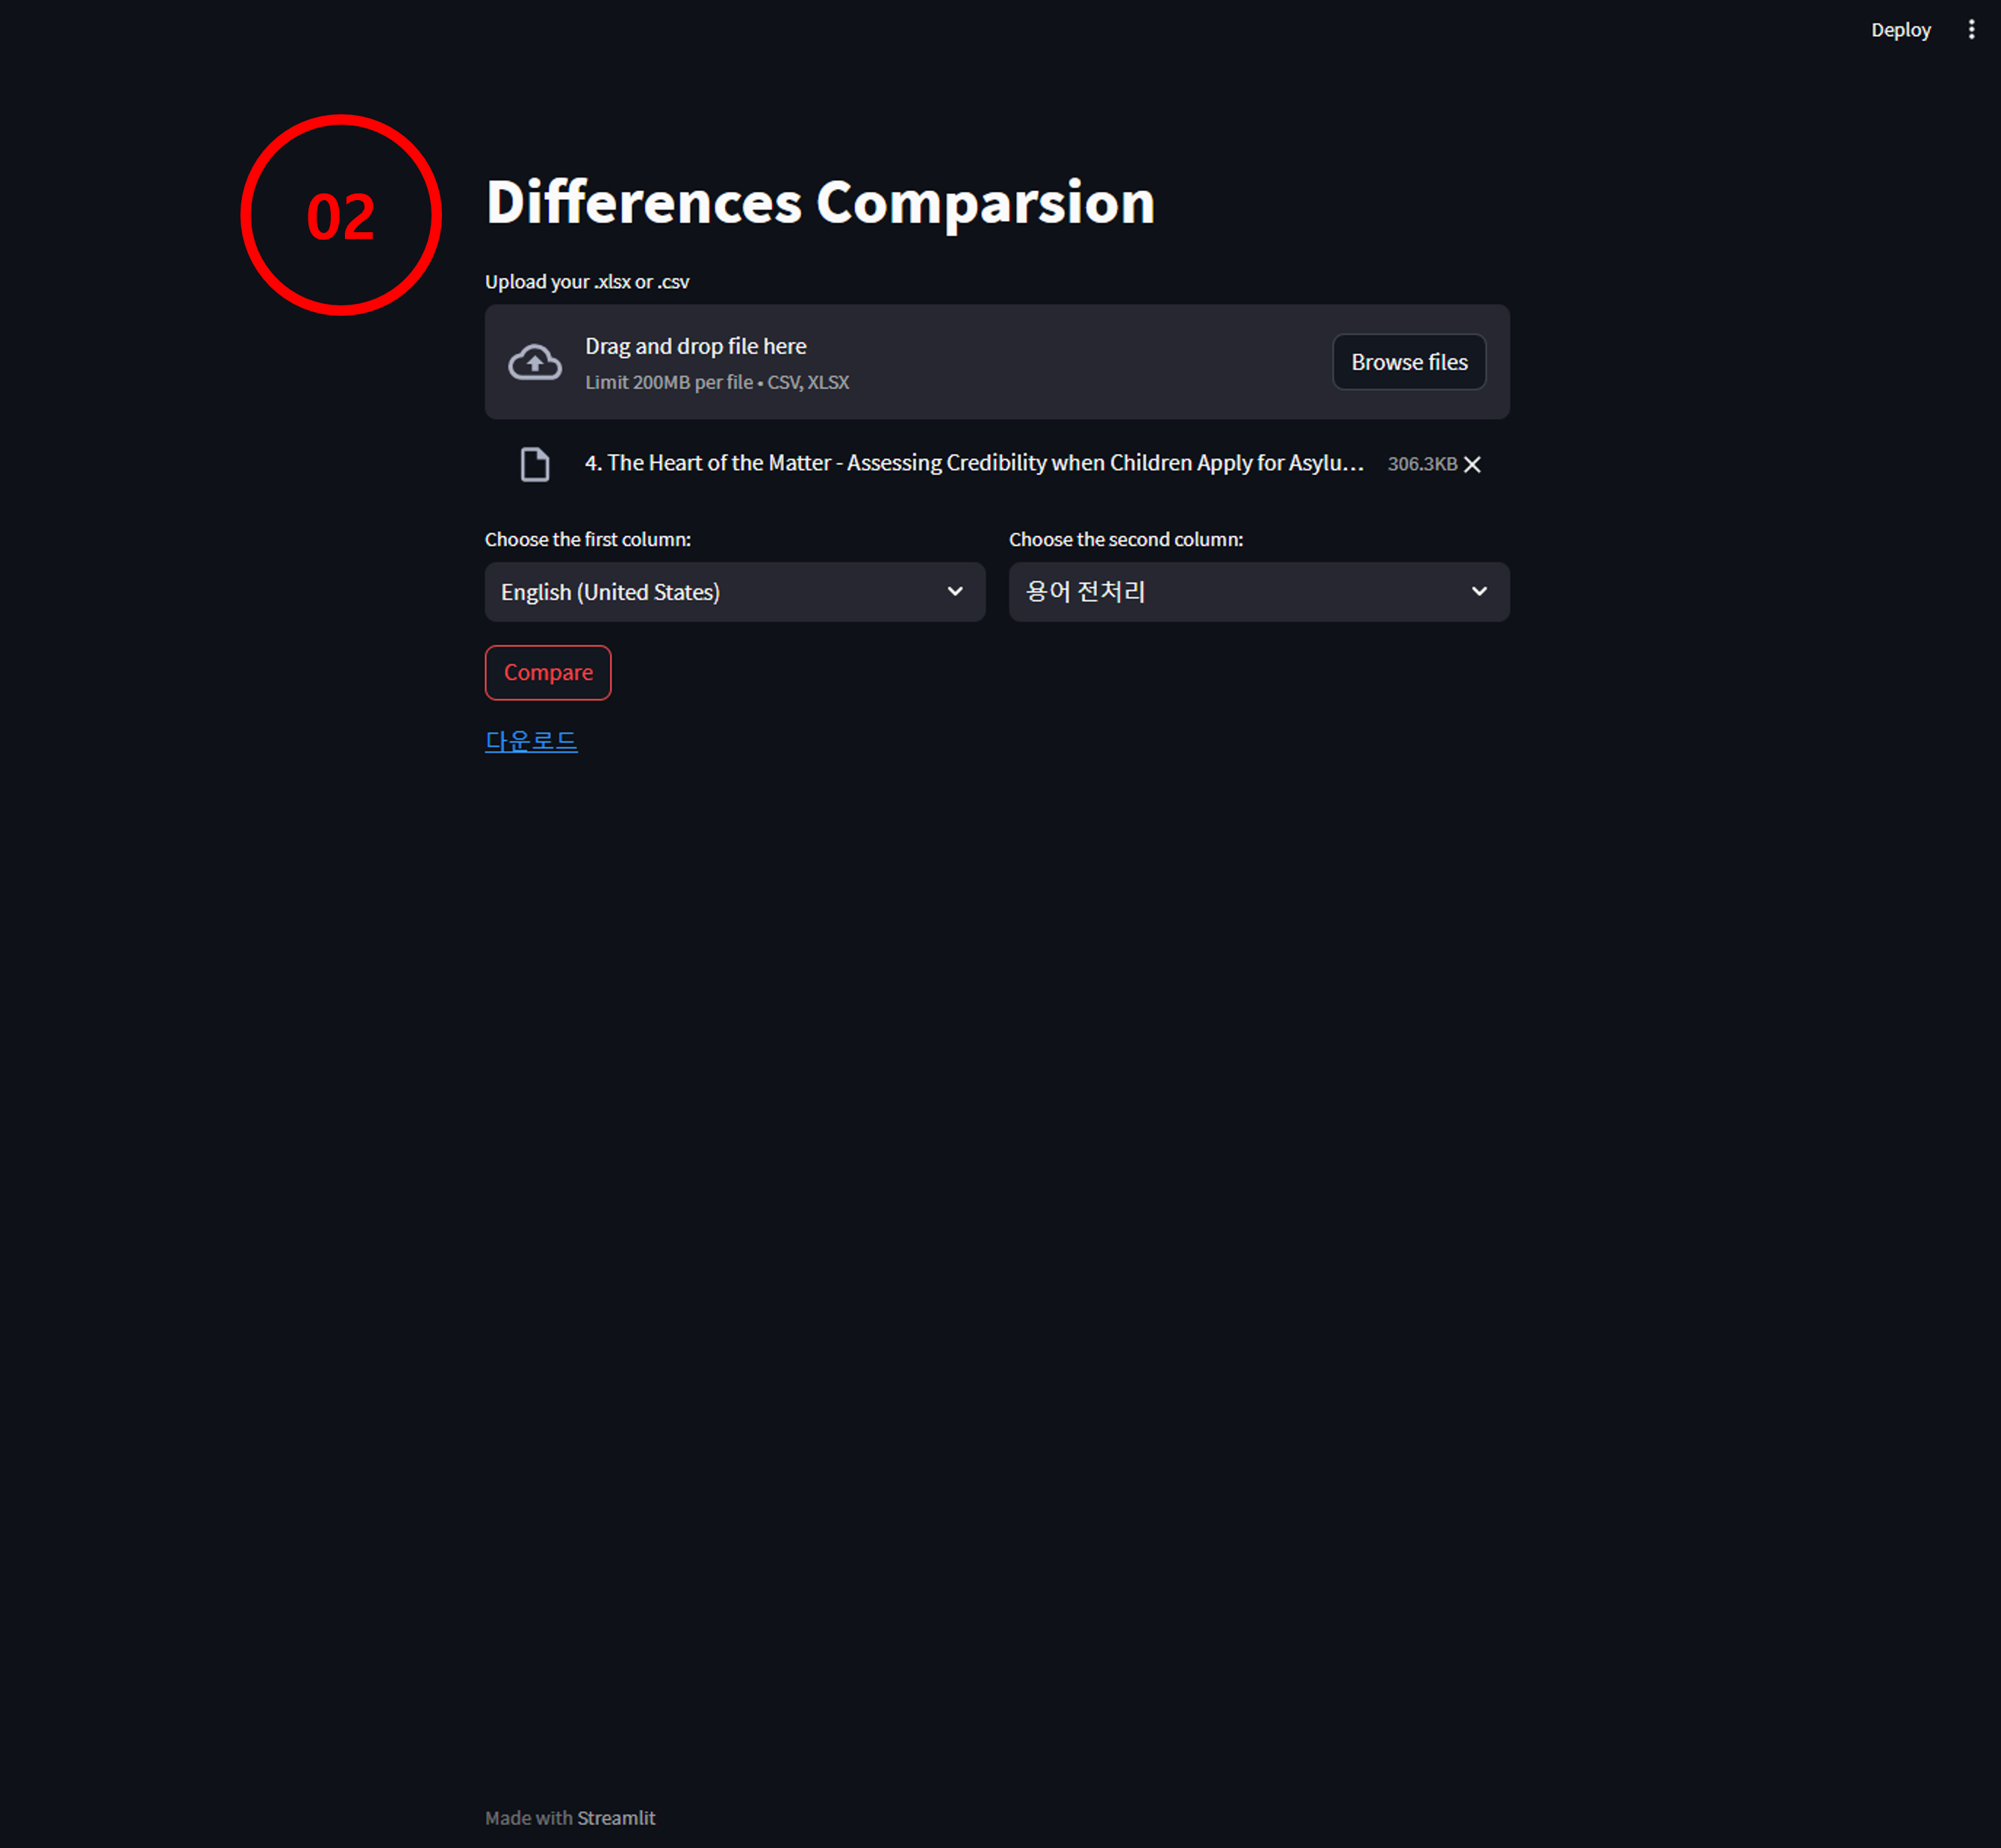 Deploy
02
Differences Comparsion
Upload your .xlsx or .csv
Drag and drop file here
Limit 200MB per file • CSV, XLSX
Browse files
4. The Heart of the Matter - Assessing Credibility when Children Apply for Asylu...
306.3KB
Choose the first column:
Choose the second column:
English (United States)
용어 전처리
Compare
다운로드
Made with Streamlit